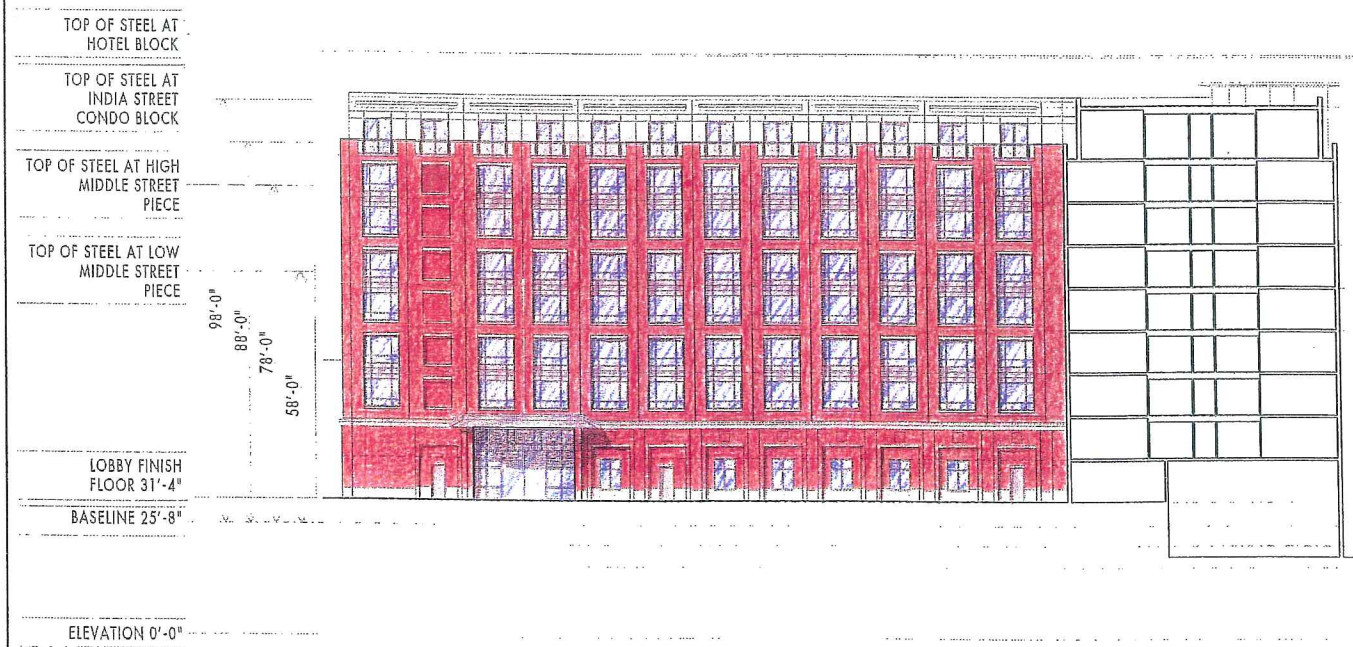 TOP OF STEEL AT
HOTEL BLOCK
TOP OF STEEL AT
INDIA STREET
CONDO BLOCK
TOP OF STEEL AT HIGH
MIDDLE STREET
PIECE
TOP OF STEEL AT LOW
MIDDLE STREET
PIECE
98'-0"
88'-0"
78'-0"
58'-0"
LOBBY FINISH
FLOOR 31'-4"
BASELINE 25'-8"
ELEVATION 0'-0"